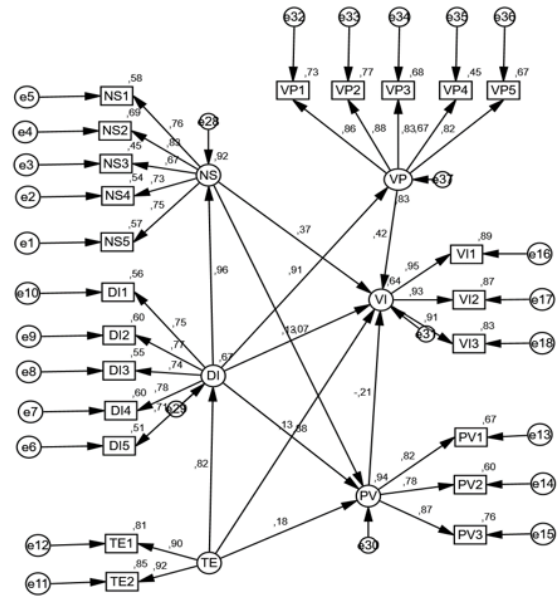 e32 e33 e34 e35 e36
,73 ,77 ,68 ,45 ,67
VP1 VP2 VP3 VP4 VP5
,86 ,88 ,83 ,67 ,82
,58
e5 NS1
,69
e4 NS2
,76 e28
,83 ,92
,45
e3 NS3 ,67
NS
VP e37
,54
e2 NS4 ,73
,83
,75
,57
e1 NS5
,37 ,42
,89
VI1 e16
,96 ,91 ,64 ,95
,56
e10 DI1
VI ,93 ,87
VI2 e17
,75
,60
e9 DI2
,91 ,83
e31 VI3 e18
,77
,13 ,07
,55
e8 DI3 ,74
,67
DI
,78
,60
e7 DI4
,71 e29
-,21
,51
e6 DI5
,13 ,88
,67
PV1 e13
,82
,82
,94 ,78 ,60
PV PV2 e14
,18 ,87
,76
PV3 e15
e30
,81
e12 TE1 ,90
TE
,85 ,92
e11 TE2